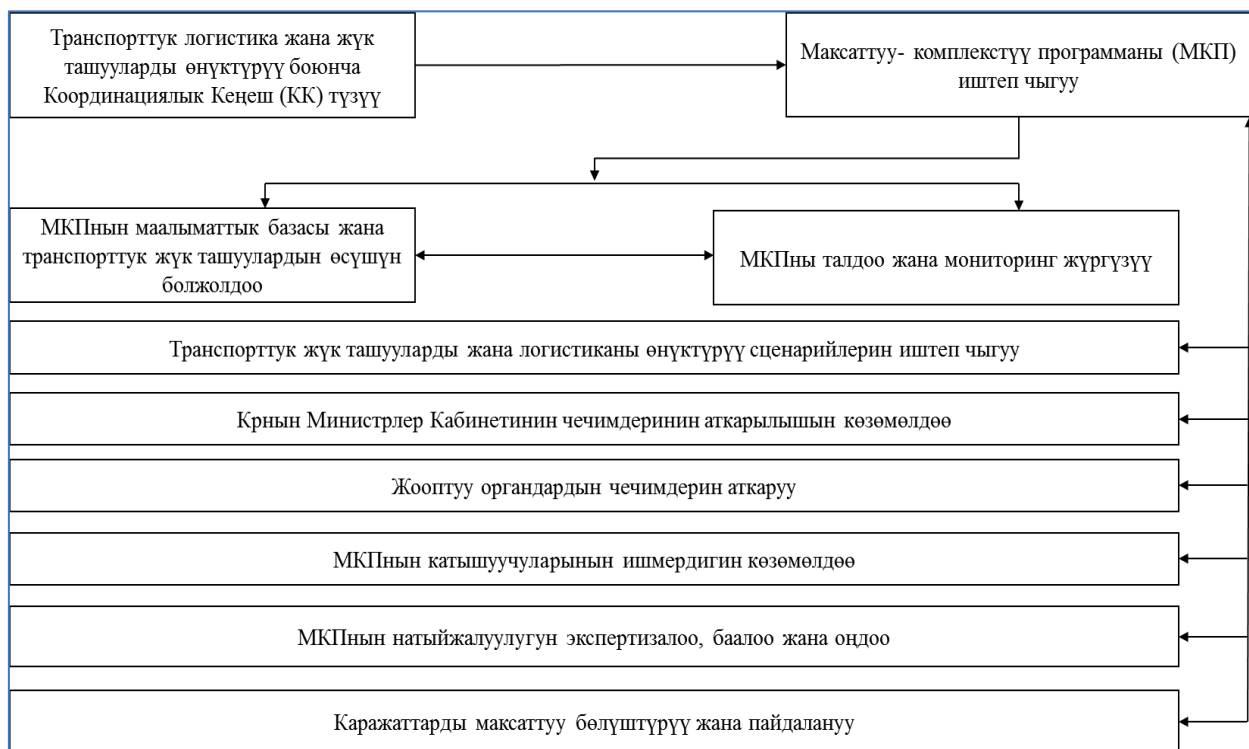 Транспорттук логистика жана жүк
ташууларды өнүктүрүү боюнча
Координациялык Кеңеш (КК) түзүү
Максаттуу- комплекстүү программаны (МКП)
иштеп чыгуу
МКПнын маалыматтык базасы жана
транспорттук жүк ташуулардын өсүшүн
болжолдоо
МКПны талдоо жана мониторинг жүргүзүү
Транспорттук жүк ташууларды жана логистиканы өнүктүрүү сценарийлерин иштеп чыгуу
Крнын Министрлер Кабинетинин чечимдеринин аткарылышын көзөмөлдөө
Жооптуу органдардын чечимдерин аткаруу
МКПнын катышуучуларынын ишмердигин көзөмөлдөө
МКПнын натыйжалуулугун экспертизалоо, баалоо жана оңдоо
Каражаттарды максаттуу бөлүштүрүү жана пайдалануу